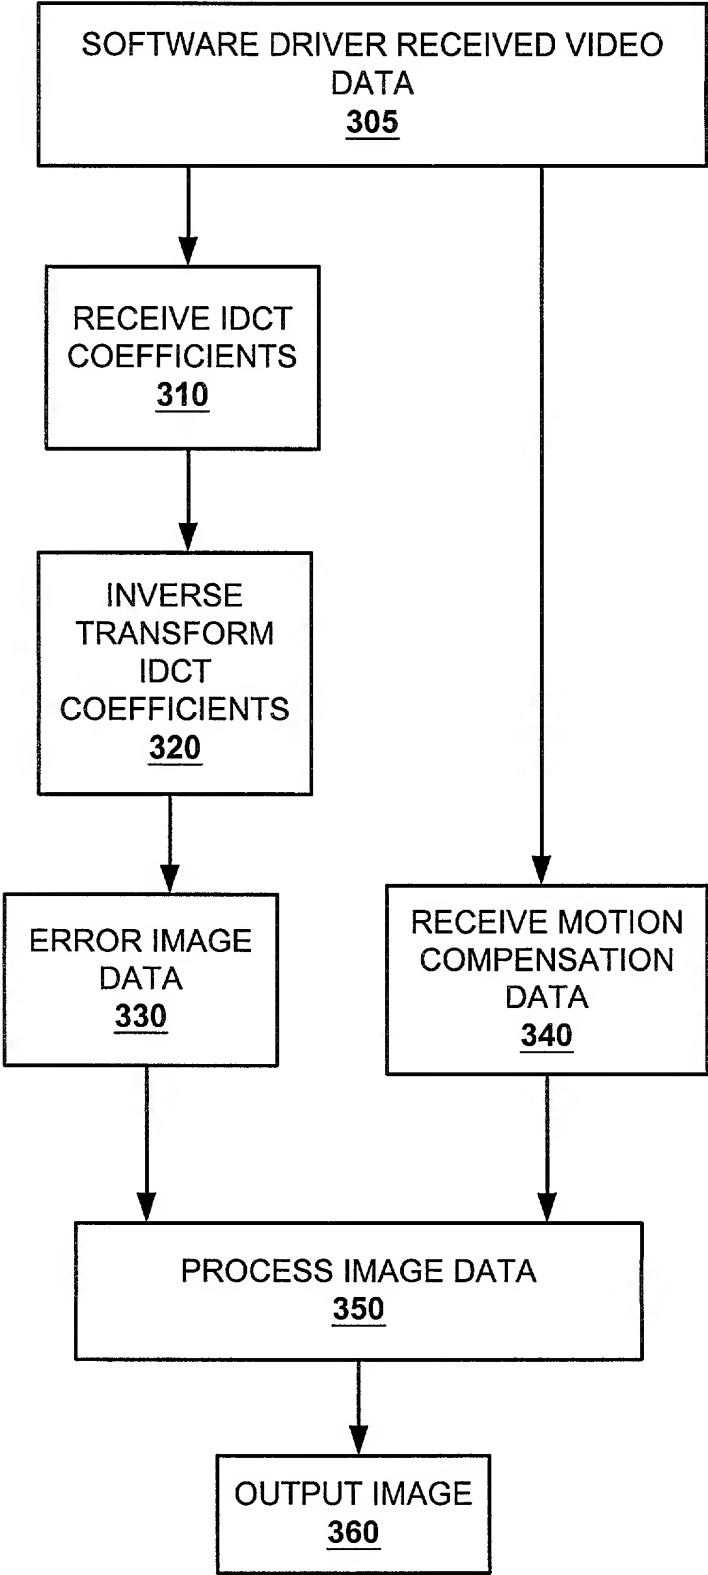 SOFTWARE DRIVER RECEIVED VIDEO
DATA
305
RECEIVE IDCT
COEFFICIENTS
310
INVERSE
TRANSFORM
IDCT
COEFFICIENTS
320
ERROR IMAGE
DATA
330
RECEIVE MOTION
COMPENSATION
DATA
340
PROCESS IMAGE DATA
350
OUTPUT IMAGE
360